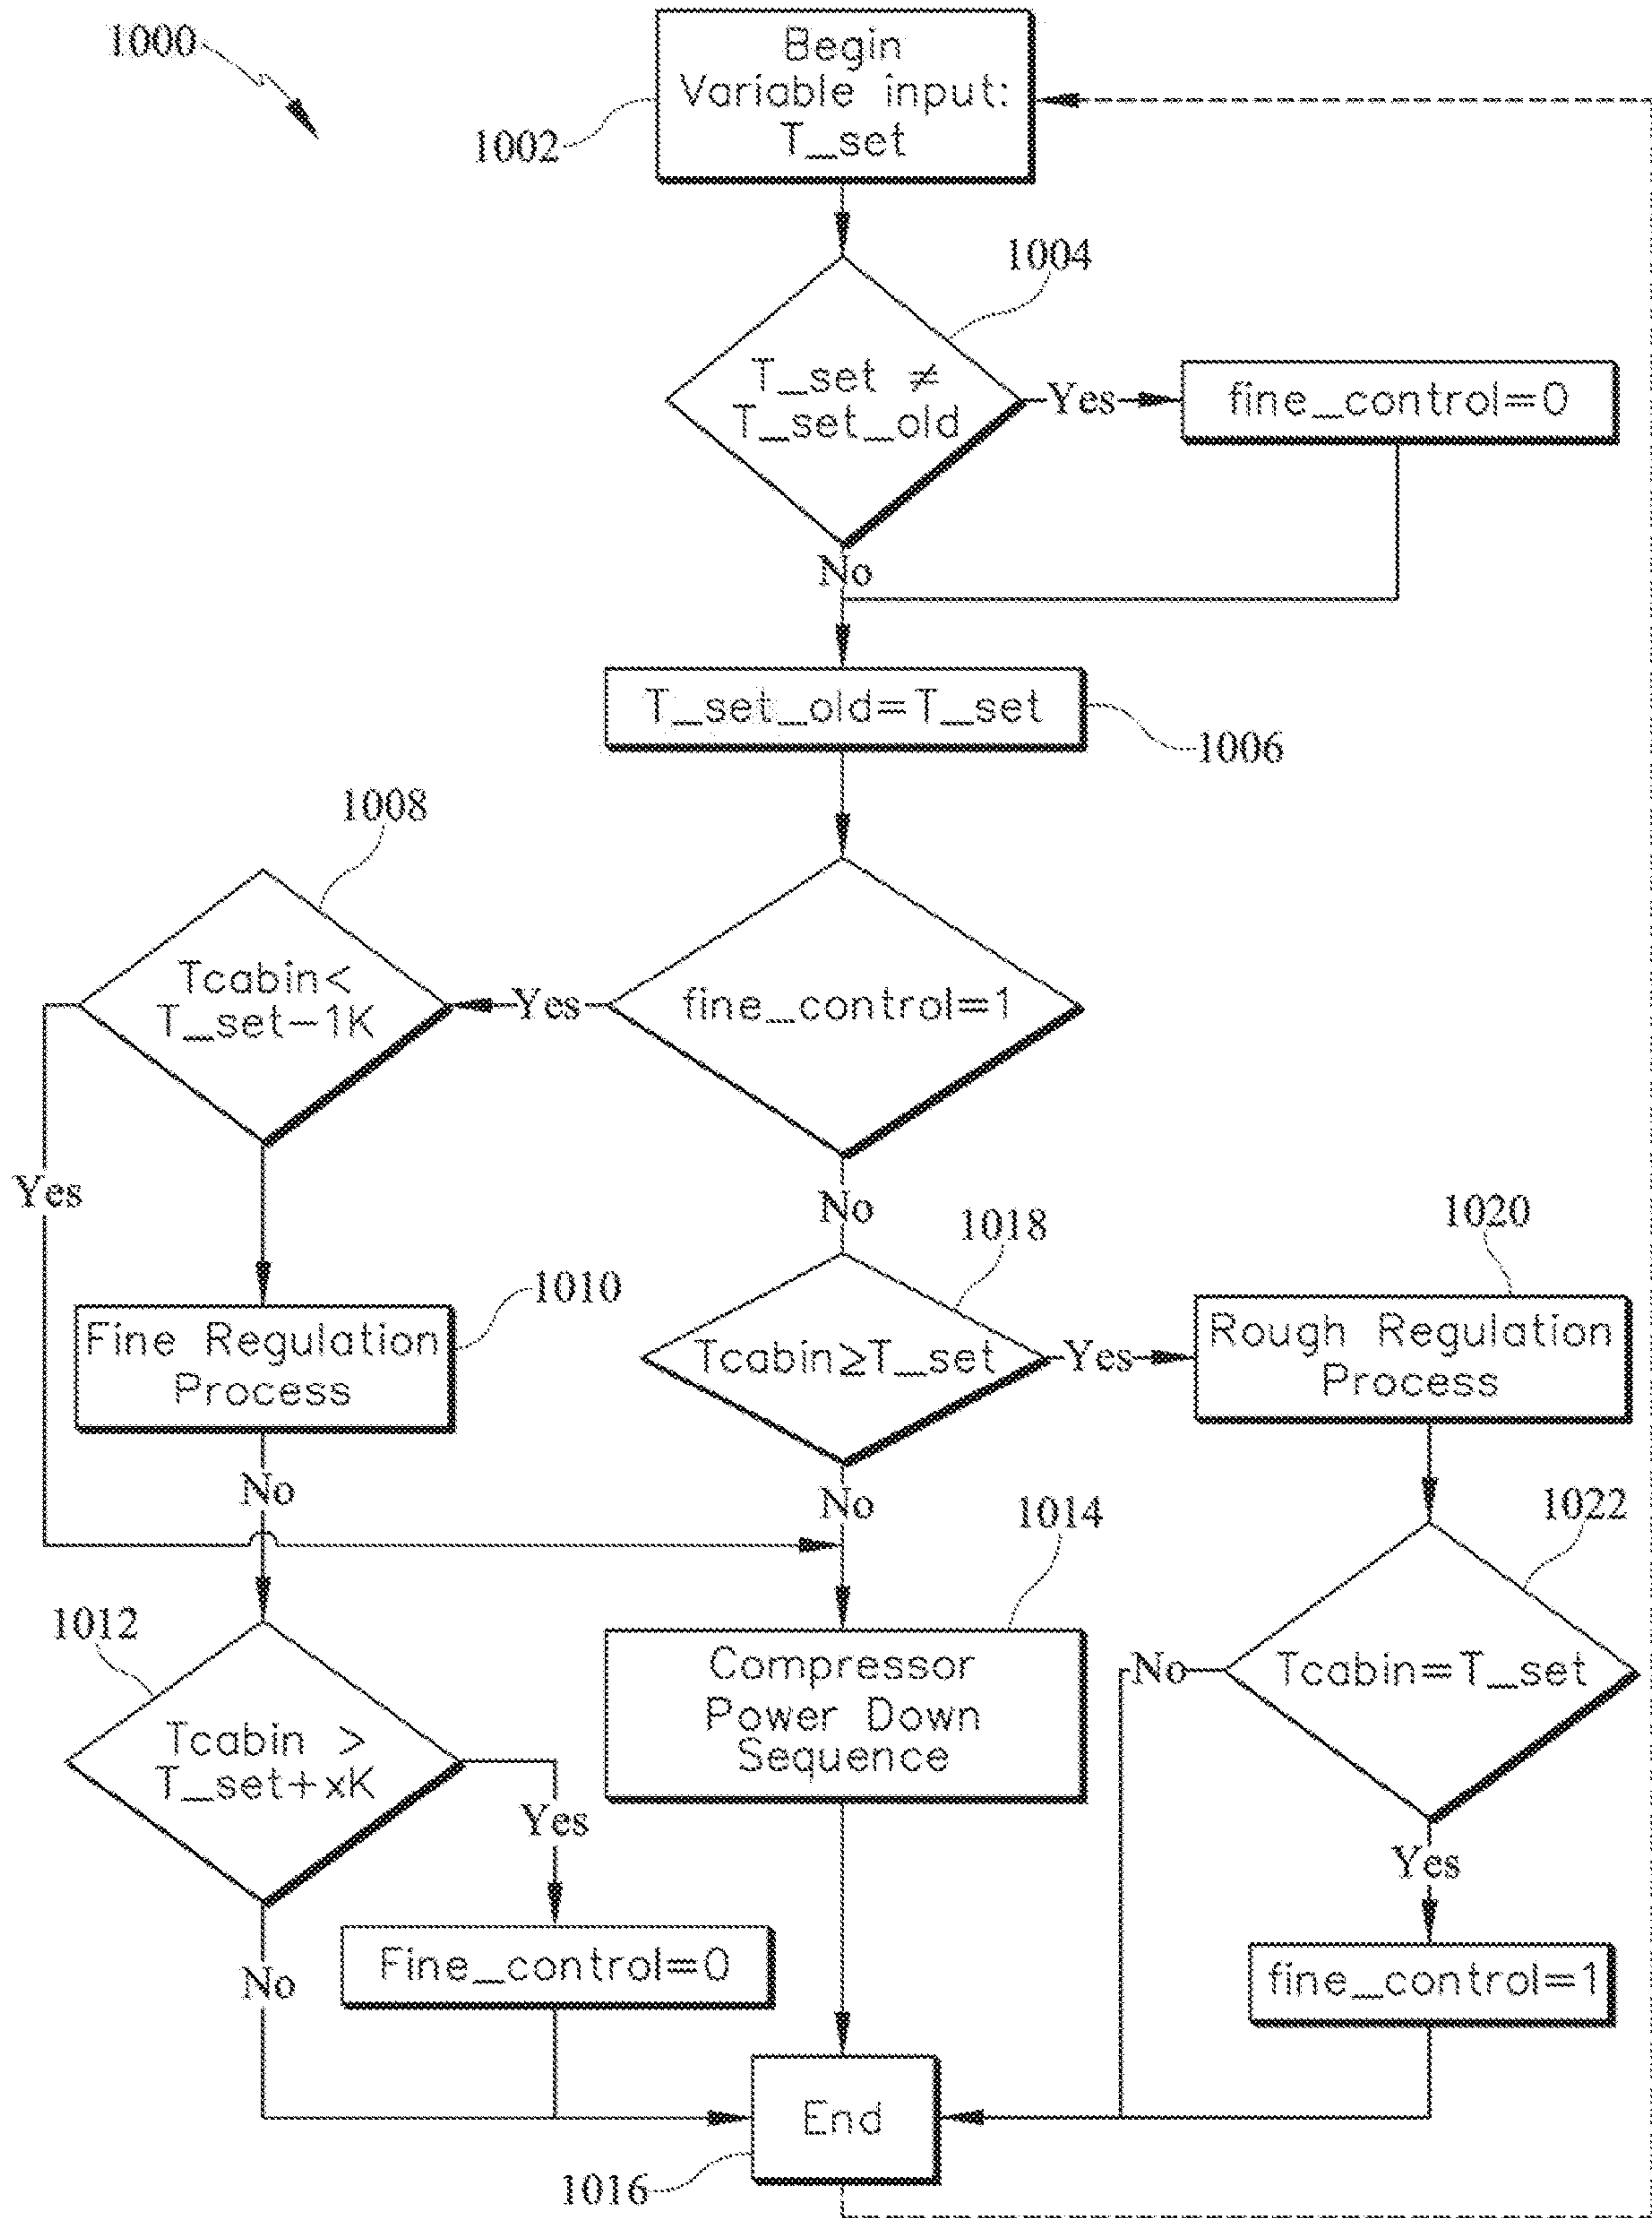 1000
Begin
Variable input:
T_set
1002
1004
T_set ≠
T_set_old
Yes
fine_control=0
No
T_set_old=T_set
1006
1008
Tcabin<
T_set-1K
Yes
fine_control=1
Yes
No
1018
1020
1010
Fine Regulation
Process
Tcabin≥T_set
Yes
Rough Regulation
Process
No
No
1014
1022
1012
Tcabin >
T_set+xK
Yes
Compressor
Power Down
Sequence
No
Tcabin=T_set
Yes
No
Fine_control=0
fine_control=1
End
1016